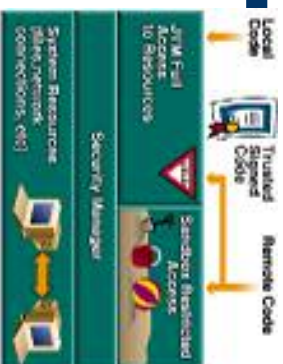 Local
Code
Trusted
Signed
Code
Remote Code
JVM Full
Access
to Resources
Sandbox Restricted
Access
Security Manager
System Resources
(files, network
connections, etc)